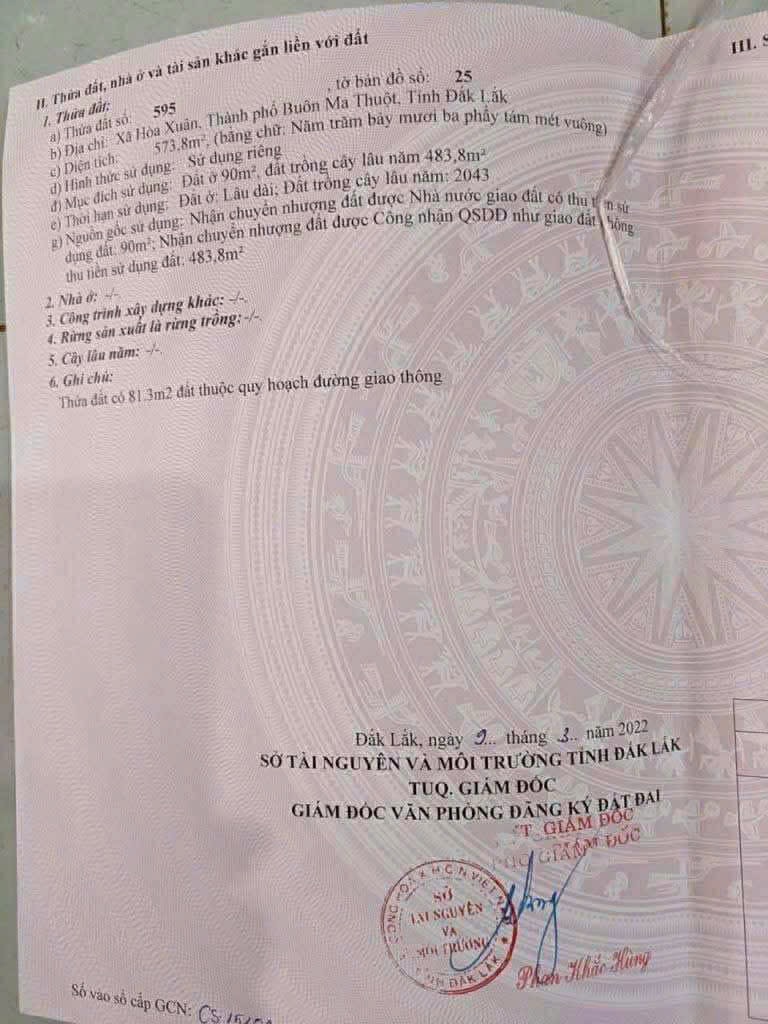 II. Thửa đất, nhà ở và tài sản khác gắn liền với đất
III. S
1. Thửa đất:
a) Thửa đất số: 595 , tờ bản đồ số: 25
b) Địa chỉ: Xã Hòa Xuân, Thành phố Buôn Ma Thuột, Tỉnh Đắk Lắk
c) Diện tích: 573,8m², (bằng chữ: Năm trăm bảy mươi ba phẩy tám mét vuông)
d) Hình thức sử dụng: Sử dụng riêng
đ) Mục đích sử dụng: Đất ở 90m², đất trồng cây lâu năm 483,8m²
e) Thời hạn sử dụng: Đất ở: Lâu dài; Đất trồng cây lâu năm: 2043
g) Nguồn gốc sử dụng: Nhận chuyển nhượng đất được Nhà nước giao đất có thu tiền sử
dụng đất: 90m²; Nhận chuyển nhượng đất được Công nhận QSDĐ như giao đất không
thu tiền sử dụng đất: 483,8m²
2. Nhà ở: -/-
3. Công trình xây dựng khác: -/-.
4. Rừng sản xuất là rừng trồng: -/-.
5. Cây lâu năm: -/-.
6. Ghi chú:
Thửa đất có 81.3m2 đất thuộc quy hoạch đường giao thông
Đắk Lắk, ngày 9... tháng 3.. năm 2022
SỞ TÀI NGUYÊN VÀ MÔI TRƯỜNG TỈNH ĐẮK LẮK
TUQ. GIÁM ĐỐC
GIÁM ĐỐC VĂN PHÒNG ĐĂNG KÝ ĐẤT ĐAI
KT. GIÁM ĐỐC
PHÓ GIÁM ĐỐC
SỞ
TÀI NGUYÊN
VÀ
MÔI TRƯỜNG
TỈNH ĐẮK LẮK
Phan Khắc Hùng
Số vào sổ cấp GCN: